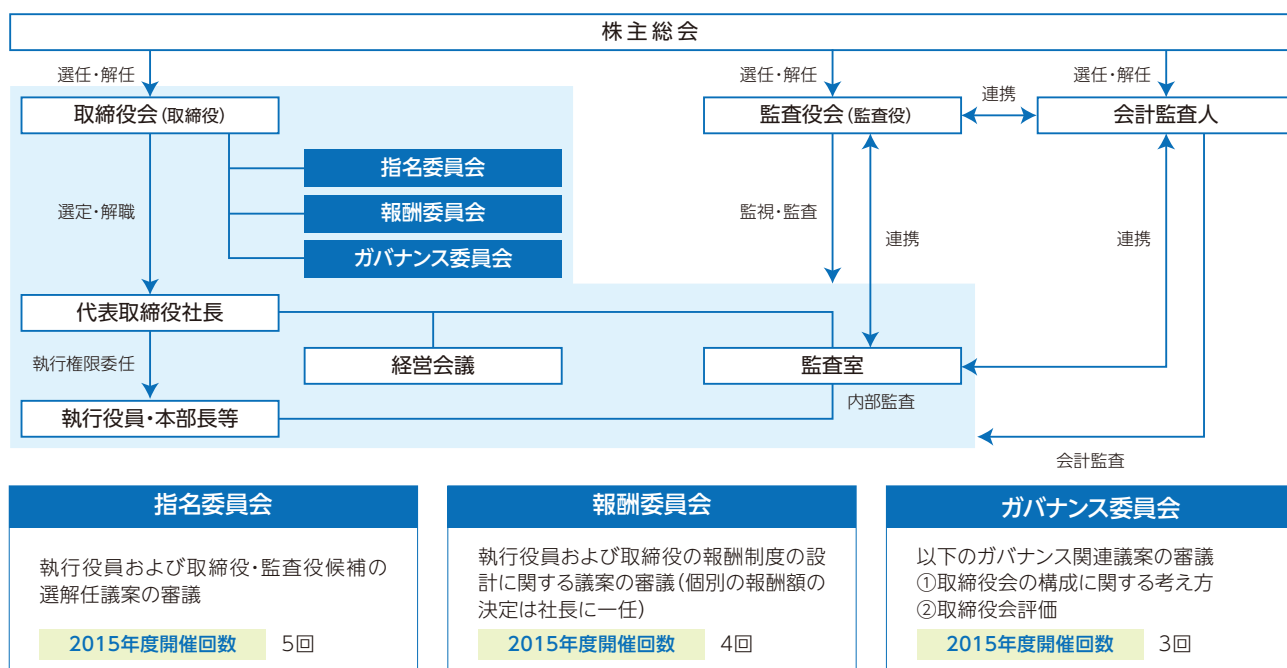 株主総会
選任・解任
選任・解任
選任・解任
取締役会(取締役)
監査役会(監査役)
連携
会計監査人
指名委員会
報酬委員会
ガバナンス委員会
選定・解職
監視・監査
連携
連携
代表取締役社長
執行権限委任
経営会議
監査室
執行役員・本部長等
内部監査
会計監査
指名委員会
執行役員および取締役・監査役候補の
選解任議案の審議
2015年度開催回数 5回
報酬委員会
執行役員および取締役の報酬制度の設
計に関する議案の審議(個別の報酬額の
決定は社長に一任)
2015年度開催回数 4回
ガバナンス委員会
以下のガバナンス関連議案の審議
①取締役会の構成に関する考え方
②取締役会評価
2015年度開催回数 3回